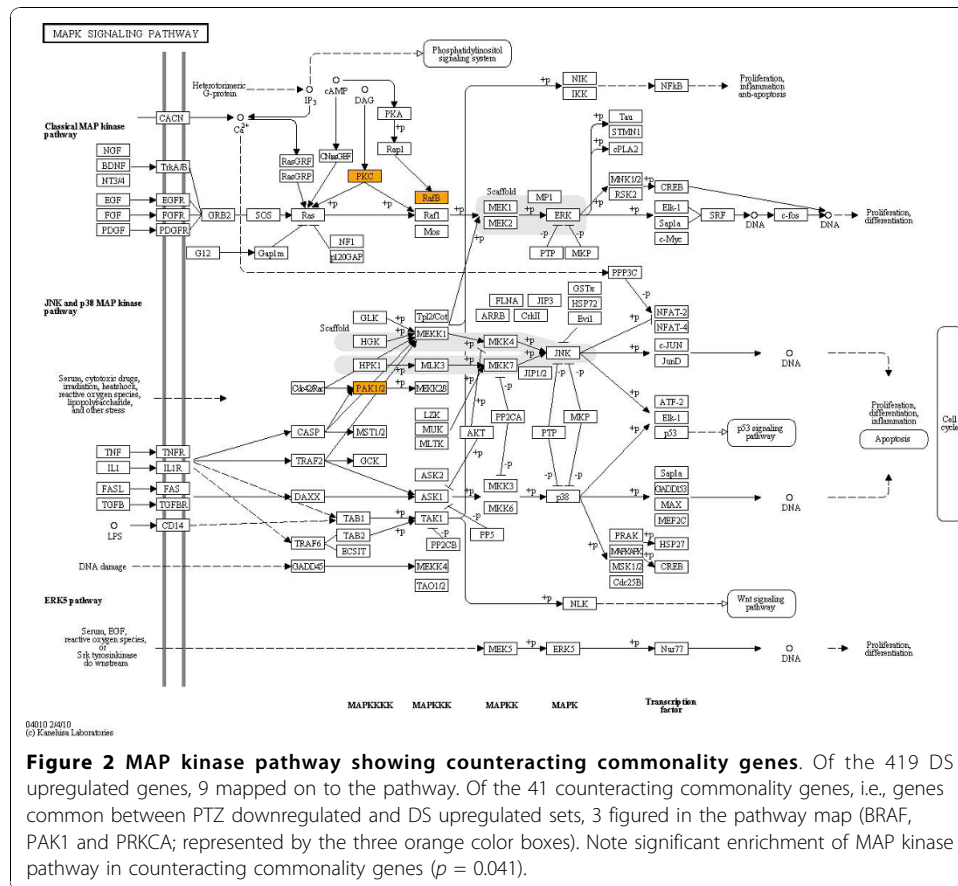 MAPK SIGNALING PATHWAY
Phosphatidylinositol
signaling system
Heterotrimeric
G-protein
IP3
cAMP
DAG
PKA
+p
Rap1
+p
NIK
IKK
+p
NFkB
Proliferation,
inflammation
anti-apoptosis
Classical MAP kinase
pathway
CACN
Ca2+
NGF
BDNF
NT3/4
TrkA/B
EGF
EGFR
FGF
FGFR
PDGF
PDGFR
GRB2
SOS
RasGRF
RasGRP
CNrasGEF
PKC
RafB
Ras
+p
+p
Raf1
Mos
G12
Gap1m
NF1
p120GAP
+p
+p
Scaffold
MEK1
MEK2
MP1
+p
ERK
-p
-p
PTP
MKP
+p
+p
Tau
STMN1
cPLA2
MNK1/2
RSK2
+p
CREB
+p
Elk-1
Sap1a
c-Myc
SRF
DNA
c-fos
DNA
Proliferation,
differentiation
PPP3C
-p
-p
JNK and p38 MAP kinase
pathway
Scaffold
GLK
HGK
HPK1
Tpl2/Cot
MEKK1
MLK3
MEKK2/3
Cdc42/Rac
PAK1/2
+p
FLNA
JIP3
ARRB
CrkII
GSTπ
HSP72
Evi1
MKK4
MKK7
JIP1/2
JNK
+p
NFAT-2
NFAT-4
c-JUN
JunD
DNA
Serum, cytotoxic drugs,
irradiation, heatshock,
reactive oxygen species,
lipopolysaccharide,
and other stress
Proliferation,
differentiation,
inflammation
Apoptosis
Cell
cycle
ATF-2
Elk-1
p53
p53 signaling
pathway
LZK
MUK
MLTK
AKT
PP2CA
PTP
MKP
CASP
MST1/2
TRAF2
GCK
TNF
TNFR
IL1
IL1R
FASL
FAS
TGFB
TGFBR
LPS
CD14
DAXX
ASK2
ASK1
MKK3
MKK6
p38
+p
Sap1a
GADD153
MAX
MEF2C
DNA
TAB1
TAB2
ECSIT
TRAF6
TAK1
PP2CB
PP5
PRAK
MAPKAPK
MSK1/2
Cdc25B
HSP27
CREB
DNA damage
GADD45
MEKK4
TAO1/2
NLK
Wnt signaling
pathway
ERK5 pathway
Serum, EGF,
reactive oxygen species,
or
Srk tyrosinkinase
do wnstream
MEK5
+p
ERK5
+p
Nur77
DNA
Proliferation,
differentiation
MAPKKKK
MAPKKK
MAPKK
MAPK
Transcription
factor
04010 2/4/10
(c) Kanehisa Laboratories
Figure 2 MAP kinase pathway showing counteracting commonality genes. Of the 419 DS
upregulated genes, 9 mapped on to the pathway. Of the 41 counteracting commonality genes, i.e., genes
common between PTZ downregulated and DS upregulated sets, 3 figured in the pathway map (BRAF,
PAK1 and PRKCA; represented by the three orange color boxes). Note significant enrichment of MAP kinase
pathway in counteracting commonality genes (p = 0.041).